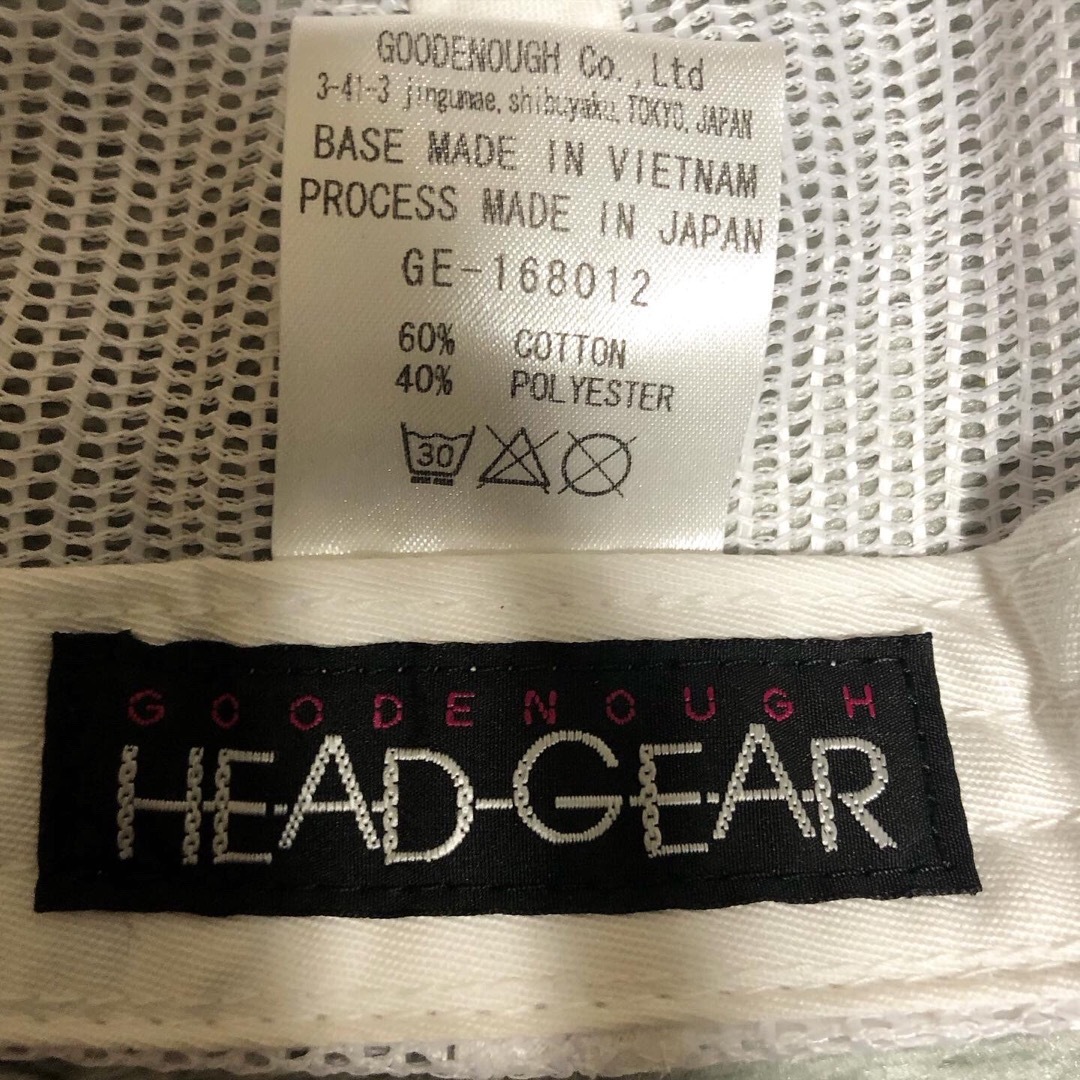 GOODENOUGH Co.,Ltd
3-41-3 jingumae, shibuyaku, TOKYO, JAPAN
BASE MADE IN VIETNAM
PROCESS MADE IN JAPAN
GE-168012
60% COTTON
40% POLYESTER
30
GOODENOUGH
HEAD-GEAR